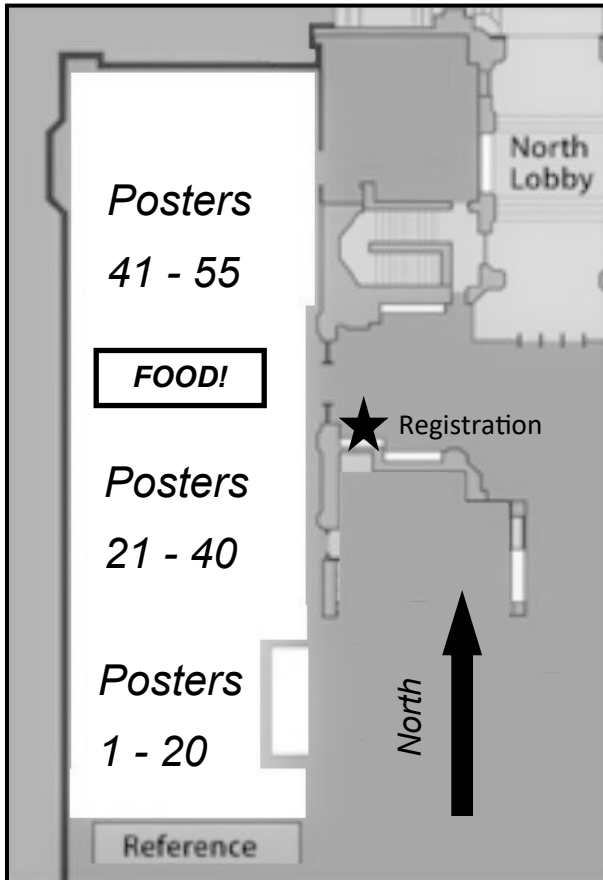 North
Lobby
Posters
41 - 55
FOOD!
Registration
Posters
21 - 40
Posters
1 - 20
North
Reference